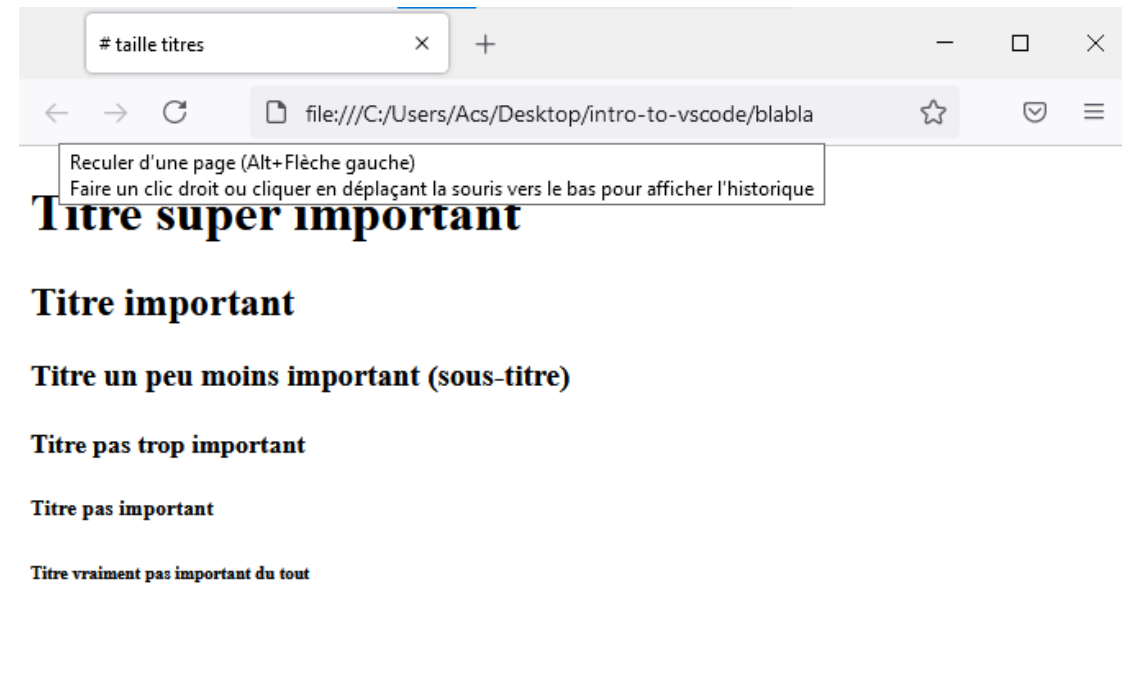 # taille titres
file:///C:/Users/Acs/Desktop/intro-to-vscode/blabla
Reculer d'une page (Alt+Flèche gauche)
Faire un clic droit ou cliquer en déplaçant la souris vers le bas pour afficher l'historique
Titre super important
Titre important
Titre un peu moins important (sous-titre)
Titre pas trop important
Titre pas important
Titre vraiment pas important du tout